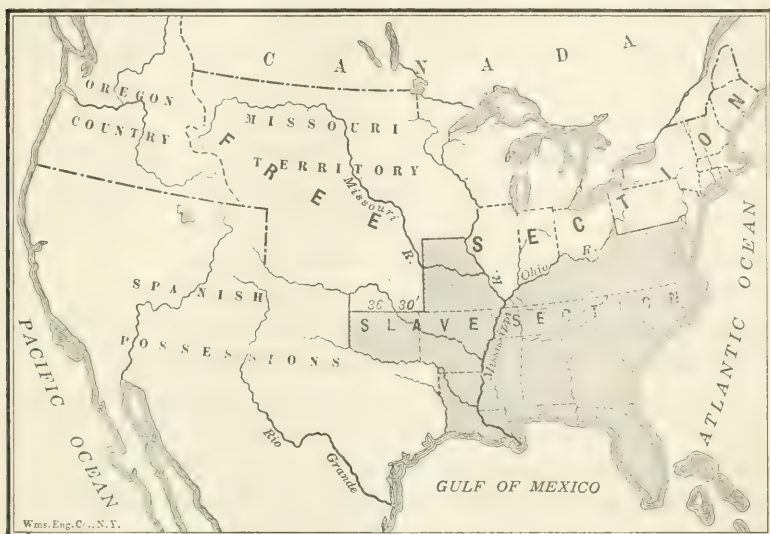 CANADA
OREGON
COUNTRY
MISSOURI
TERRITORY
FREE SECTION
Missouri R.
Ohio R.
36 30'
SLAVE SECTION
Mississippi R.
SPANISH
POSSESSIONS
Rio Grande
PACIFIC OCEAN
ATLANTIC OCEAN
GULF OF MEXICO
Wms. Eng. Co., N.Y.